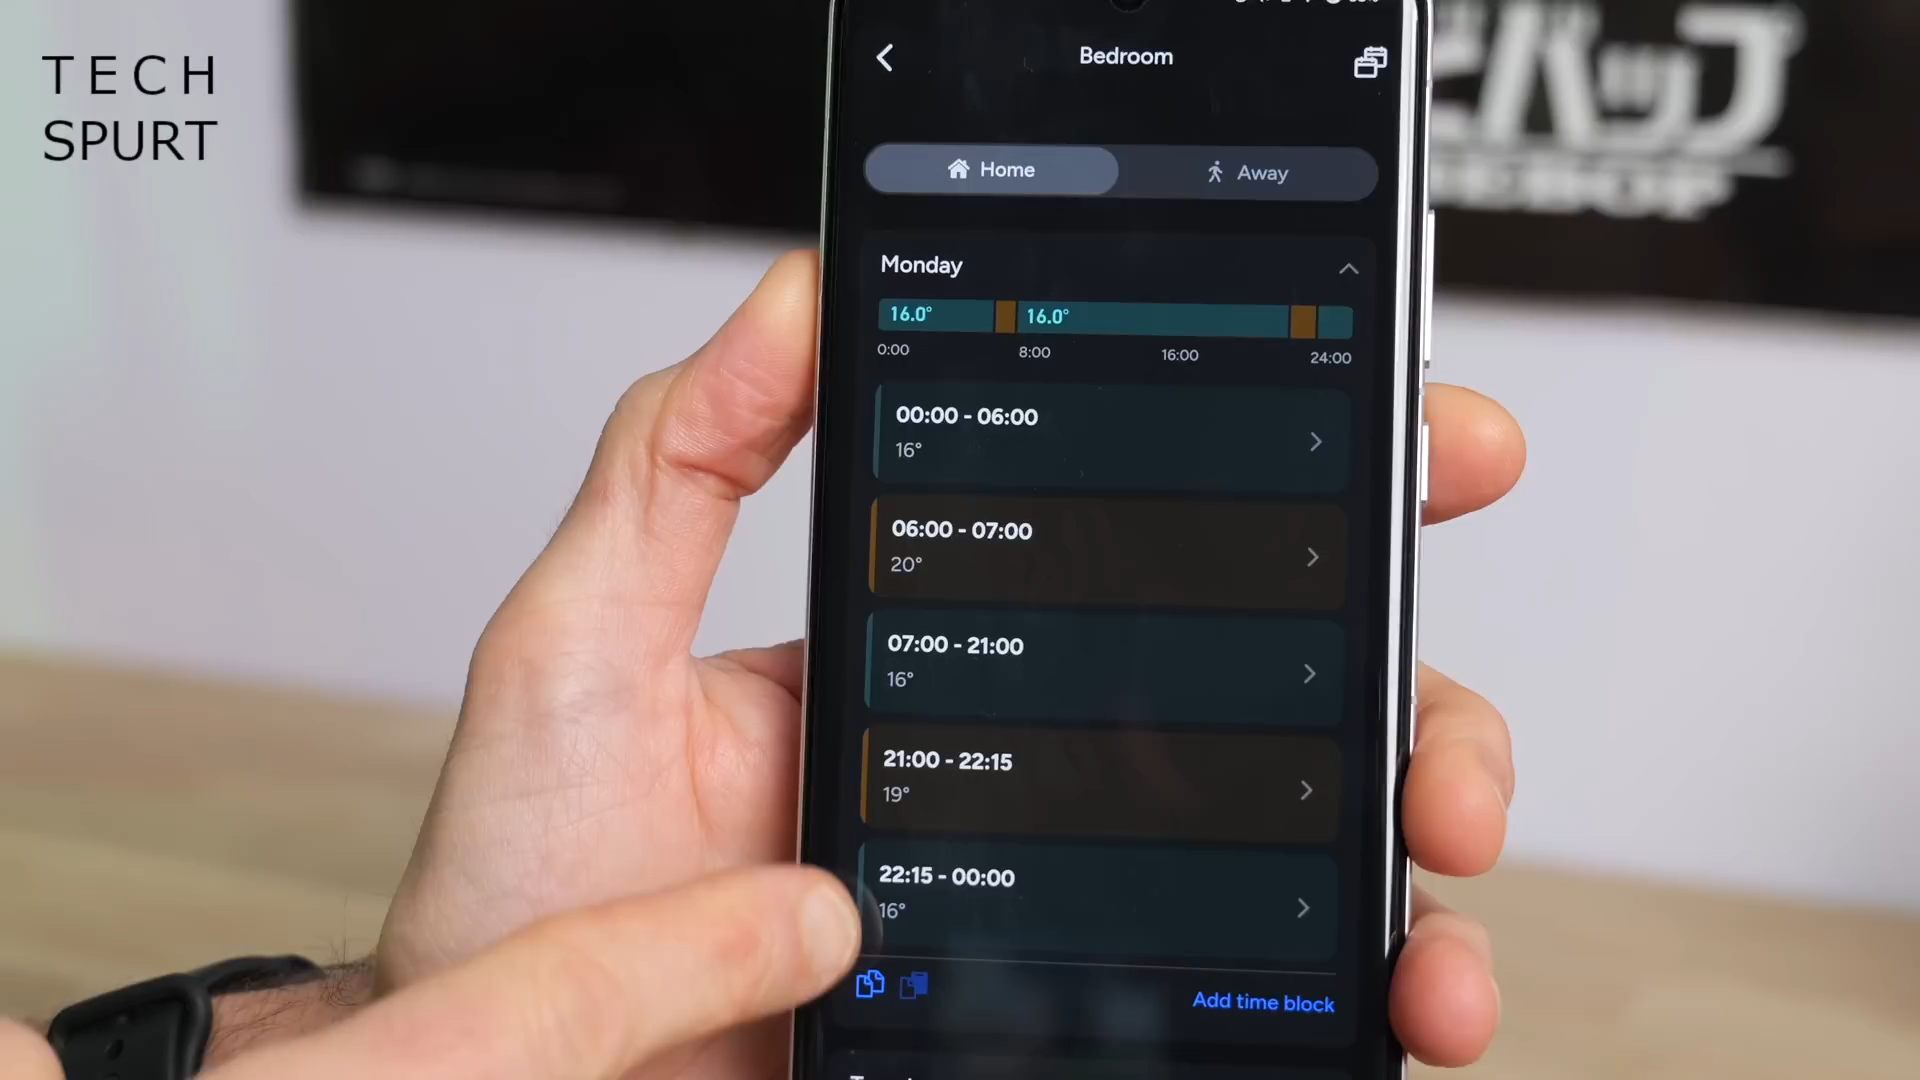 TECH
SPURT
Bedroom
Home
Away
Monday
16.0°
16.0°
0:00
8:00
16:00
24:00
00:00 - 06:00
16°
06:00 - 07:00
20°
07:00 - 21:00
16°
21:00 - 22:15
19°
22:15 - 00:00
16°
Add time block